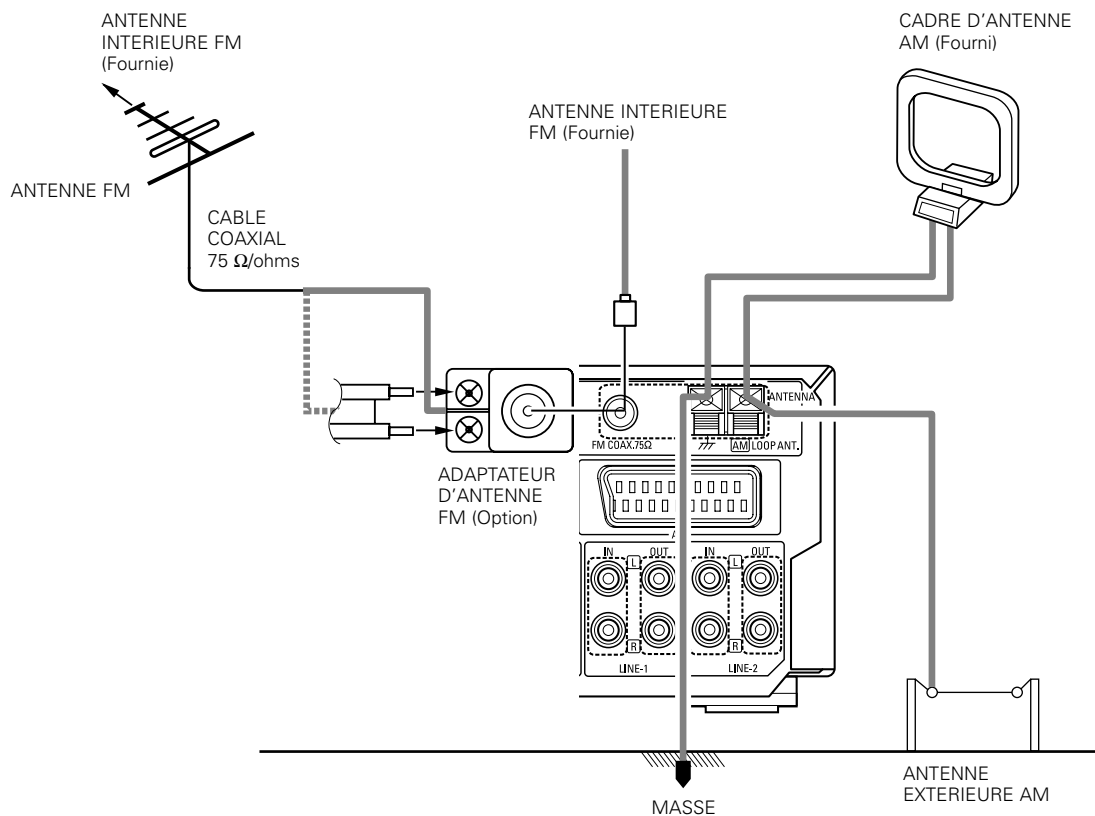 ANTENNE
INTERIEURE FM
(Fournie)
CADRE D'ANTENNE
AM (Fourni)
ANTENNE INTERIEURE
FM (Fournie)
ANTENNE FM
CABLE
COAXIAL
75 Ω/ohms
ANTENNA
FM COAX.75Ω
AM LOOP ANT.
ADAPTATEUR
D'ANTENNE
FM (Option)
IN L OUT IN L OUT
R R
LINE-1 LINE-2
ANTENNE
EXTERIEURE AM
MASSE